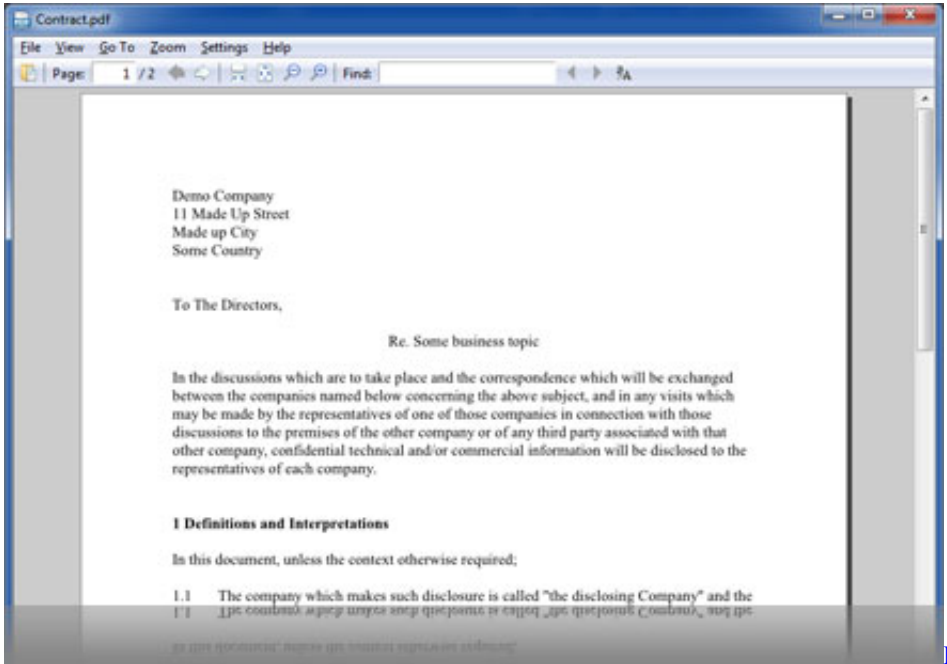 Contract.pdf
File View Go To Zoom Settings Help
Page: 1 / 2 Find:
Demo Company
11 Made Up Street
Made up City
Some Country
To The Directors,
Re. Some business topic
In the discussions which are to take place and the correspondence which will be exchanged
between the companies named below concerning the above subject, and in any visits which
may be made by the representatives of one of those companies in connection with those
discussions to the premises of the other company or of any third party associated with that
other company, confidential technical and/or commercial information will be disclosed to the
representatives of each company.
1 Definitions and Interpretations
In this document, unless the context otherwise required;
1.1 The company which makes such disclosure is called "the disclosing Company" and the